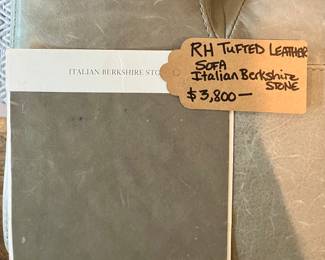 ITALIAN BERKSHIRE STO
RH TUFTED LEATHER
SOFA
Italian Berkshire
STONE
$3,800—